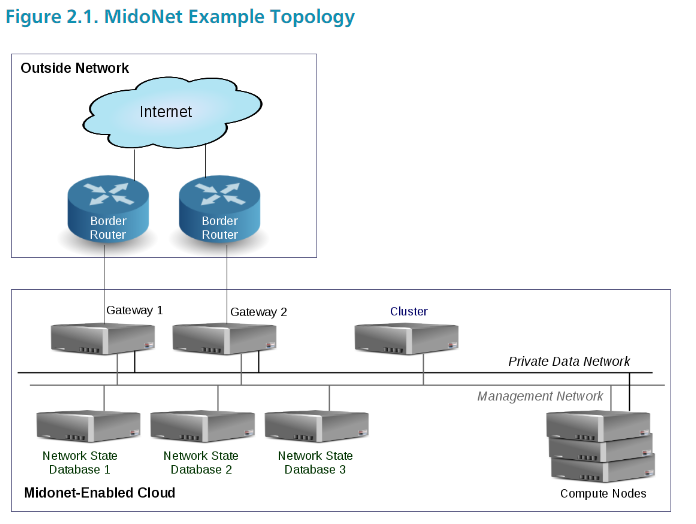 Figure 2.1. MidoNet Example Topology
Outside Network
Internet
Border
Router
Border
Router
Gateway 1
Gateway 2
Cluster
Private Data Network
Management Network
Network State
Database 1
Network State
Database 2
Network State
Database 3
Compute Nodes
Midonet-Enabled Cloud